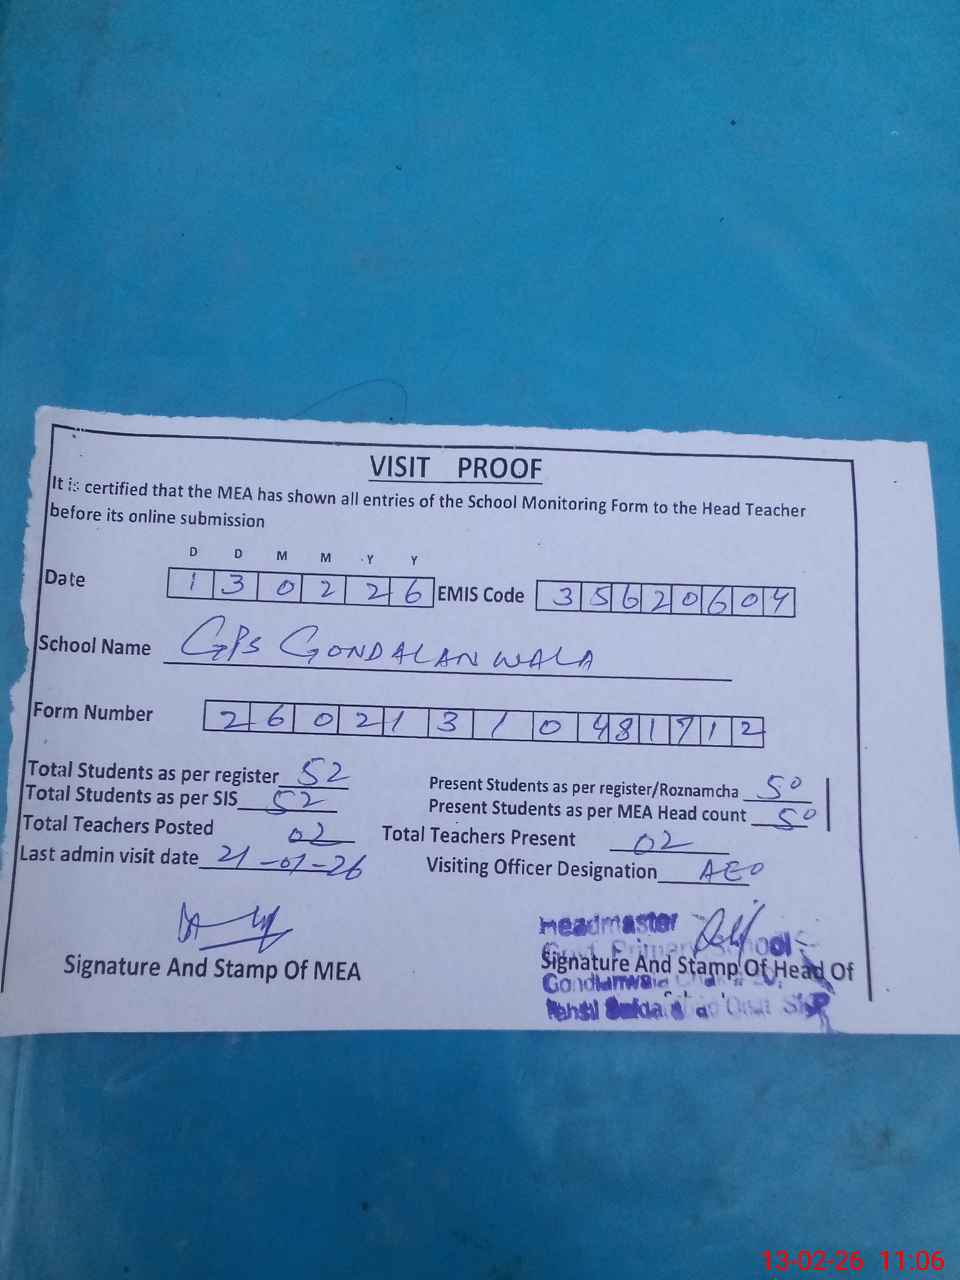 VISIT PROOF
It is certified that the MEA has shown all entries of the School Monitoring Form to the Head Teacher
before its online submission
D D M M Y Y
Date 1 3 0 2 2 6 EMIS Code 3 5 6 2 0 6 0 4
School Name GPS GONDALANWALA
Form Number 2 6 0 2 1 3 1 0 4 8 1 7 1 2
Total Students as per register 52 Present Students as per register/Roznamcha 50
Total Students as per SIS 52 Present Students as per MEA Head count 50
Total Teachers Posted 02 Total Teachers Present 02
Last admin visit date 21-01-26 Visiting Officer Designation AEO
Headmaster
Govt. Primary School
Signature And Stamp Of MEA Signature And Stamp Of Head Of
Tehsil
13-02-26 11:06